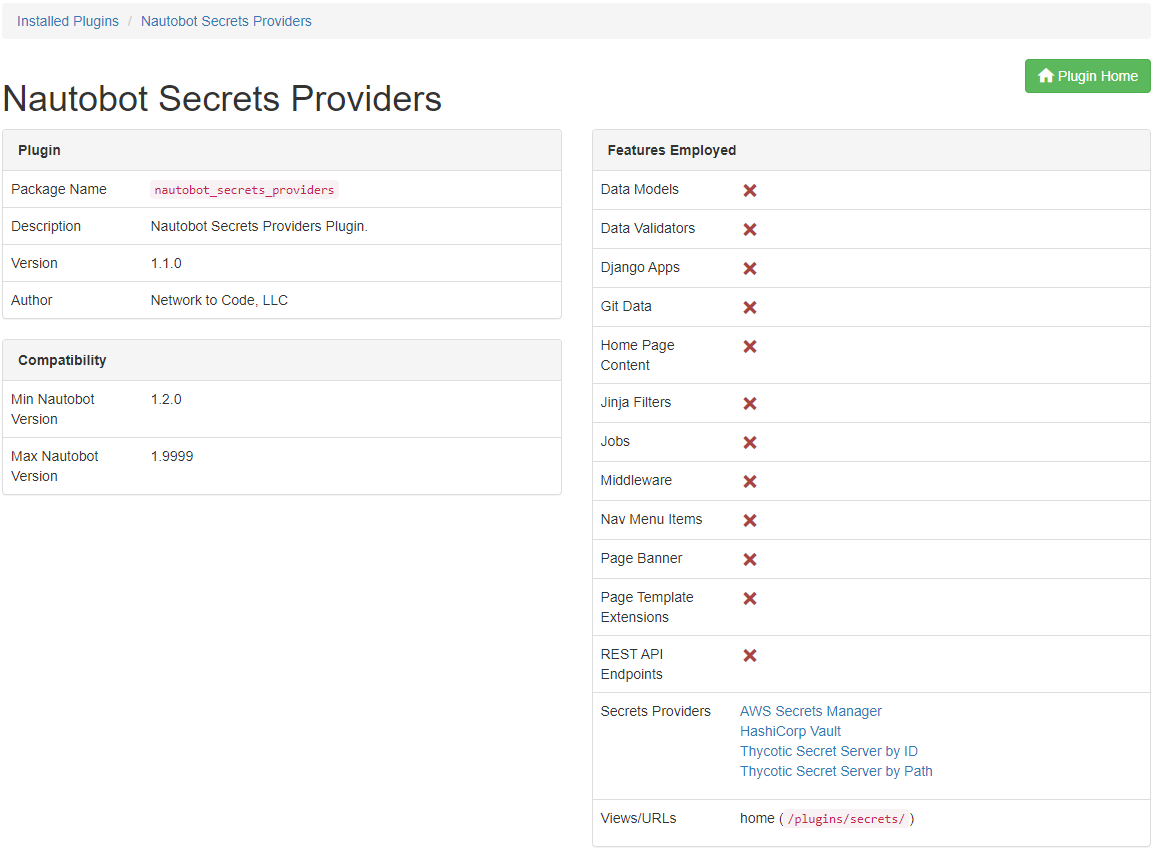 Installed Plugins / Nautobot Secrets Providers
Plugin Home
Nautobot Secrets Providers
Plugin
Package Name nautobot_secrets_providers
Description Nautobot Secrets Providers Plugin.
Version 1.1.0
Author Network to Code, LLC
Compatibility
Min Nautobot 1.2.0
Version
Max Nautobot 1.9999
Version
Features Employed
Data Models
Data Validators
Django Apps
Git Data
Home Page
Content
Jinja Filters
Jobs
Middleware
Nav Menu Items
Page Banner
Page Template
Extensions
REST API
Endpoints
Secrets Providers AWS Secrets Manager
HashiCorp Vault
Thycotic Secret Server by ID
Thycotic Secret Server by Path
Views/URLs home ( /plugins/secrets/ )